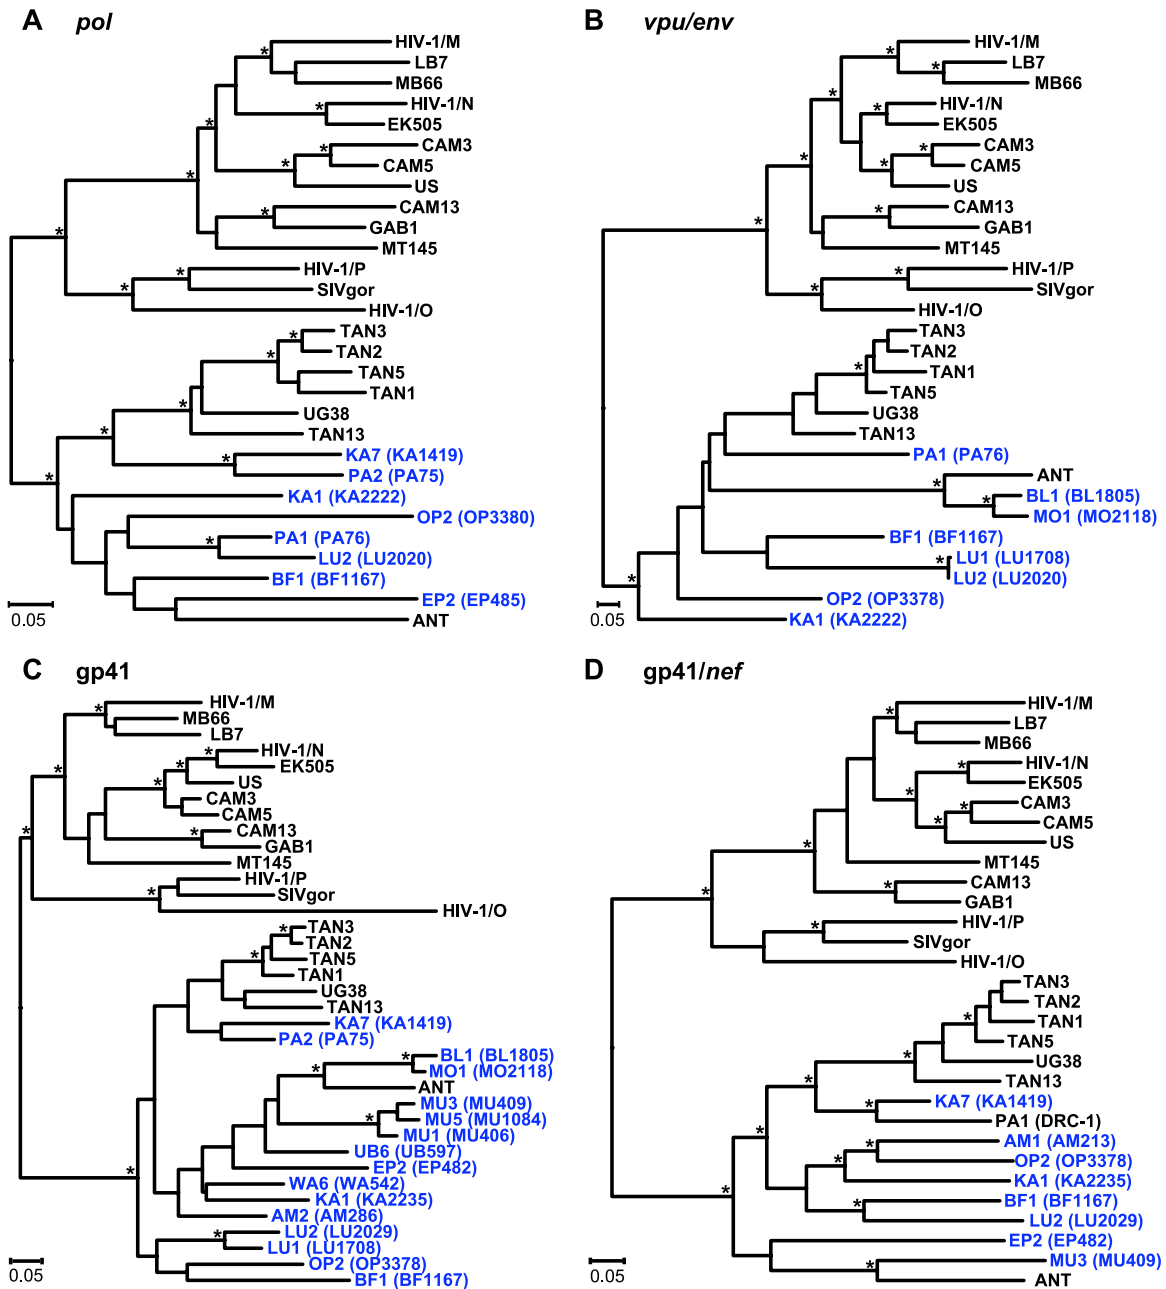 A pol
HIV-1/M
LB7
MB66
HIV-1/N
EK505
CAM3
CAM5
US
CAM13
GAB1
MT145
HIV-1/P
SIVgor
HIV-1/O
TAN3
TAN2
TAN5
TAN1
UG38
TAN13
KA7 (KA1419)
PA2 (PA75)
KA1 (KA2222)
OP2 (OP3380)
PA1 (PA76)
LU2 (LU2020)
BF1 (BF1167)
EP2 (EP485)
ANT
0.05
B vpu/env
HIV-1/M
LB7
MB66
HIV-1/N
EK505
CAM3
CAM5
US
CAM13
GAB1
MT145
HIV-1/P
SIVgor
HIV-1/O
TAN3
TAN2
TAN1
TAN5
UG38
TAN13
PA1 (PA76)
ANT
BL1 (BL1805)
MO1 (MO2118)
BF1 (BF1167)
LU1 (LU1708)
LU2 (LU2020)
OP2 (OP3378)
KA1 (KA2222)
0.05
C gp41
HIV-1/M
MB66
LB7
HIV-1/N
EK505
US
CAM3
CAM5
CAM13
GAB1
MT145
HIV-1/P
SIVgor
HIV-1/O
TAN3
TAN2
TAN5
TAN1
UG38
TAN13
KA7 (KA1419)
PA2 (PA75)
BL1 (BL1805)
MO1 (MO2118)
ANT
MU3 (MU409)
MU5 (MU1084)
MU1 (MU406)
UB6 (UB597)
EP2 (EP482)
WA6 (WA542)
KA1 (KA2235)
AM2 (AM286)
LU2 (LU2029)
LU1 (LU1708)
OP2 (OP3378)
BF1 (BF1167)
0.05
D gp41/nef
HIV-1/M
LB7
MB66
HIV-1/N
EK505
CAM3
CAM5
US
MT145
CAM13
GAB1
HIV-1/P
SIVgor
HIV-1/O
TAN3
TAN2
TAN1
TAN5
UG38
TAN13
KA7 (KA1419)
PA1 (DRC-1)
AM1 (AM213)
OP2 (OP3378)
KA1 (KA2235)
BF1 (BF1167)
LU2 (LU2029)
EP2 (EP482)
MU3 (MU409)
ANT
0.05